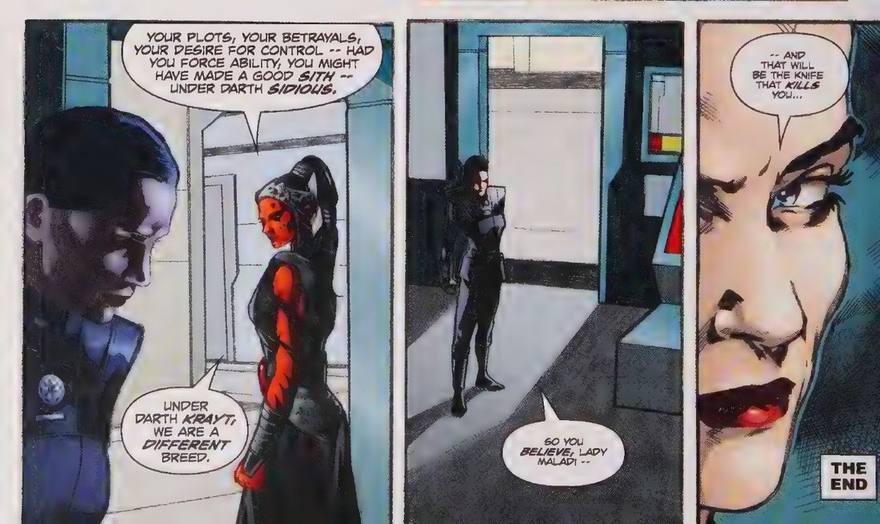 YOUR PLOTS, YOUR BETRAYALS,
YOUR DESIRE FOR CONTROL -- HAD
YOU FORCE ABILITY, YOU MIGHT
HAVE MADE A GOOD SITH --
UNDER DARTH SIDIOUS.
UNDER
DARTH KRAYT,
WE ARE A
DIFFERENT
BREED.
SO YOU
BELIEVE, LADY
MALADI --
-- AND
THAT WILL
BE THE KNIFE
THAT KILLS
YOU...
THE
END